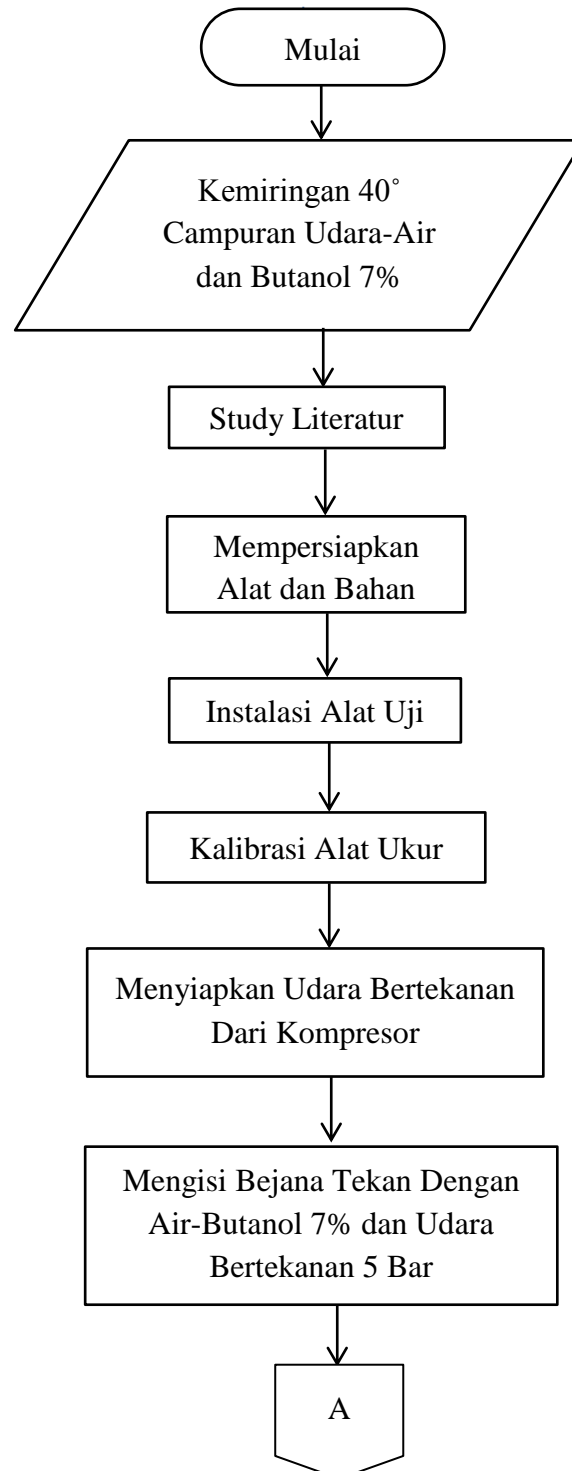 Mulai
Kemiringan 40˚
Campuran Udara-Air
dan Butanol 7%
Study Literatur
Mempersiapkan
Alat dan Bahan
Instalasi Alat Uji
Kalibrasi Alat Ukur
Menyiapkan Udara Bertekanan
Dari Kompresor
Mengisi Bejana Tekan Dengan
Air-Butanol 7% dan Udara
Bertekanan 5 Bar
A